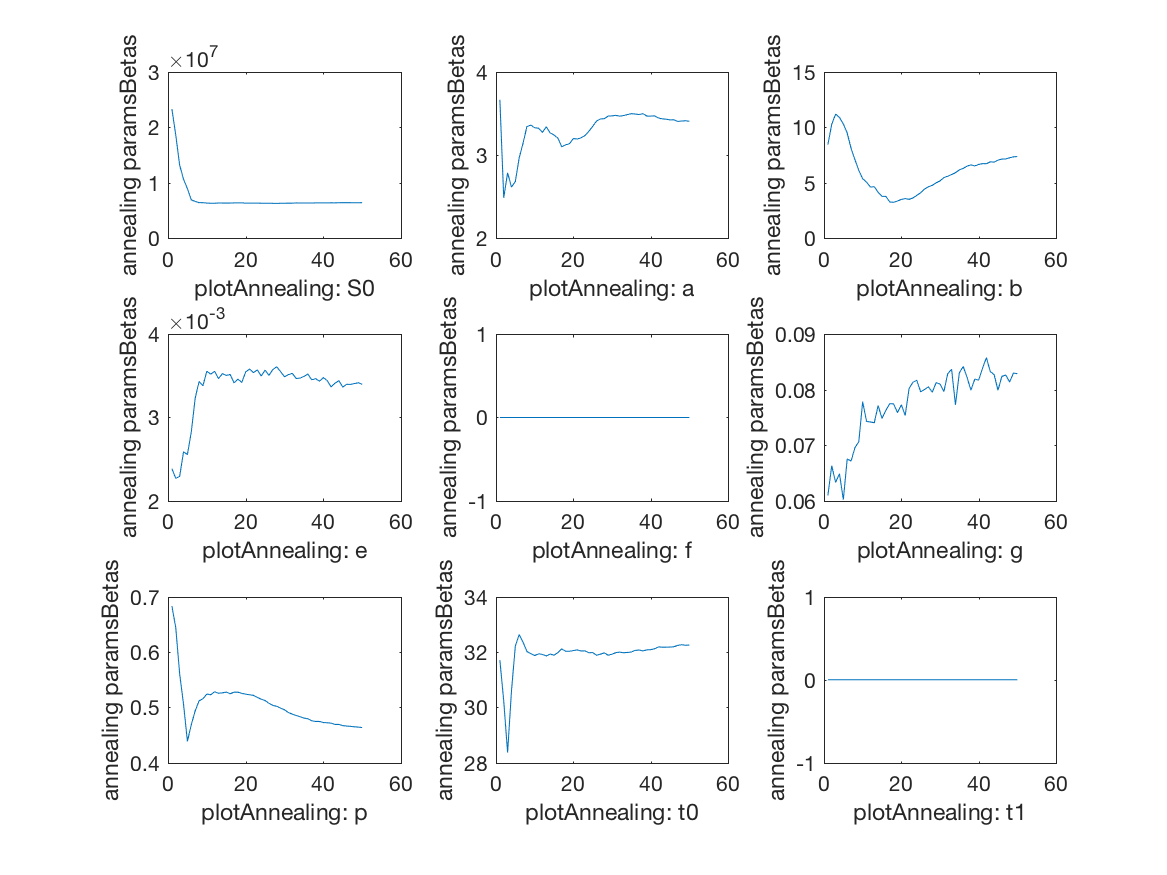 ×10^7
3
2
1
0
0 20 40 60
annealing paramsBetas
plotAnnealing: S0
4
3
2
0 20 40 60
annealing paramsBetas
plotAnnealing: a
15
10
5
0
0 20 40 60
annealing paramsBetas
plotAnnealing: b
×10^-3
4
3
2
0 20 40 60
annealing paramsBetas
plotAnnealing: e
1
0
-1
0 20 40 60
annealing paramsBetas
plotAnnealing: f
0.09
0.08
0.07
0.06
0 20 40 60
annealing paramsBetas
plotAnnealing: g
0.7
0.6
0.5
0.4
0 20 40 60
annealing paramsBetas
plotAnnealing: p
34
32
30
28
0 20 40 60
annealing paramsBetas
plotAnnealing: t0
1
0
-1
0 20 40 60
annealing paramsBetas
plotAnnealing: t1